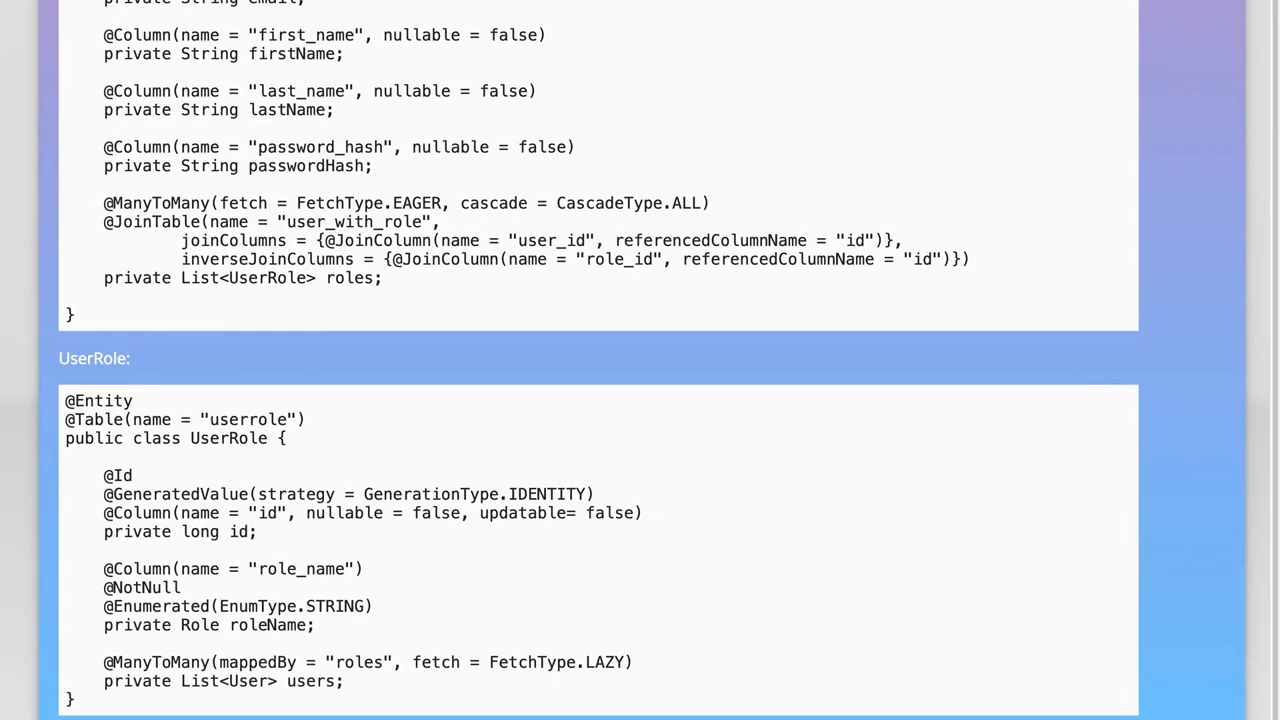 private String email;
@Column(name = "first_name", nullable = false)
private String firstName;
@Column(name = "last_name", nullable = false)
private String lastName;
@Column(name = "password_hash", nullable = false)
private String passwordHash;
@ManyToMany(fetch = FetchType.EAGER, cascade = CascadeType.ALL)
@JoinTable(name = "user_with_role",
joinColumns = {@JoinColumn(name = "user_id", referencedColumnName = "id")},
inverseJoinColumns = {@JoinColumn(name = "role_id", referencedColumnName = "id")})
private List<UserRole> roles;
}
UserRole:
@Entity
@Table(name = "userrole")
public class UserRole {
@Id
@GeneratedValue(strategy = GenerationType.IDENTITY)
@Column(name = "id", nullable = false, updatable= false)
private long id;
@Column(name = "role_name")
@NotNull
@Enumerated(EnumType.STRING)
private Role roleName;
@ManyToMany(mappedBy = "roles", fetch = FetchType.LAZY)
private List<User> users;
}